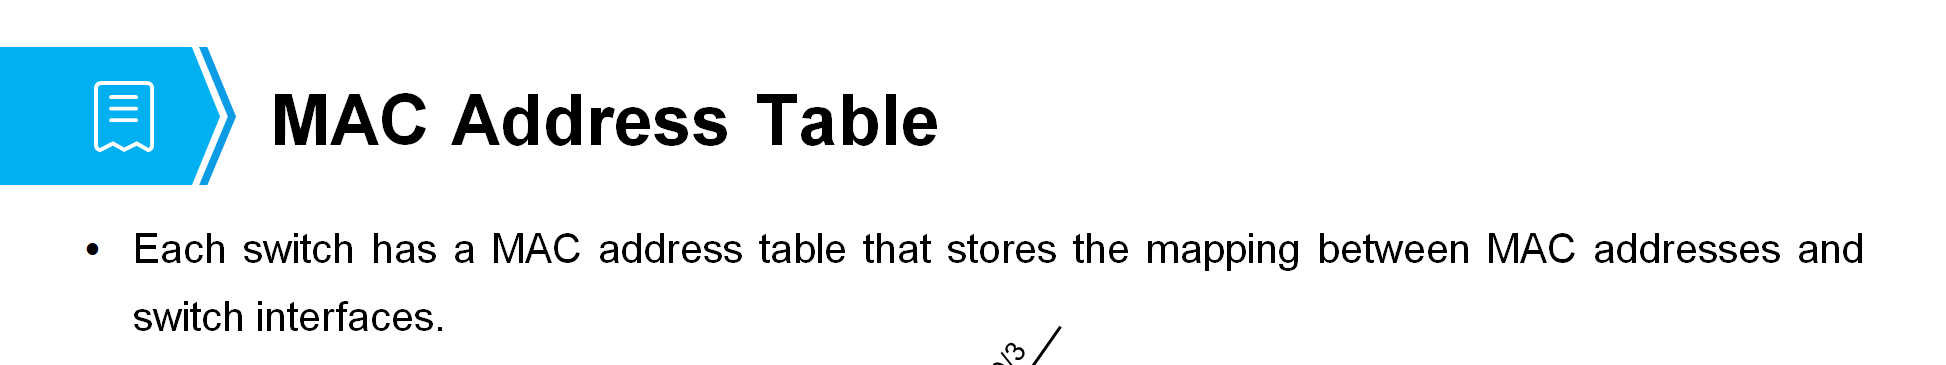 MAC Address Table
• Each switch has a MAC address table that stores the mapping between MAC addresses and
switch interfaces.